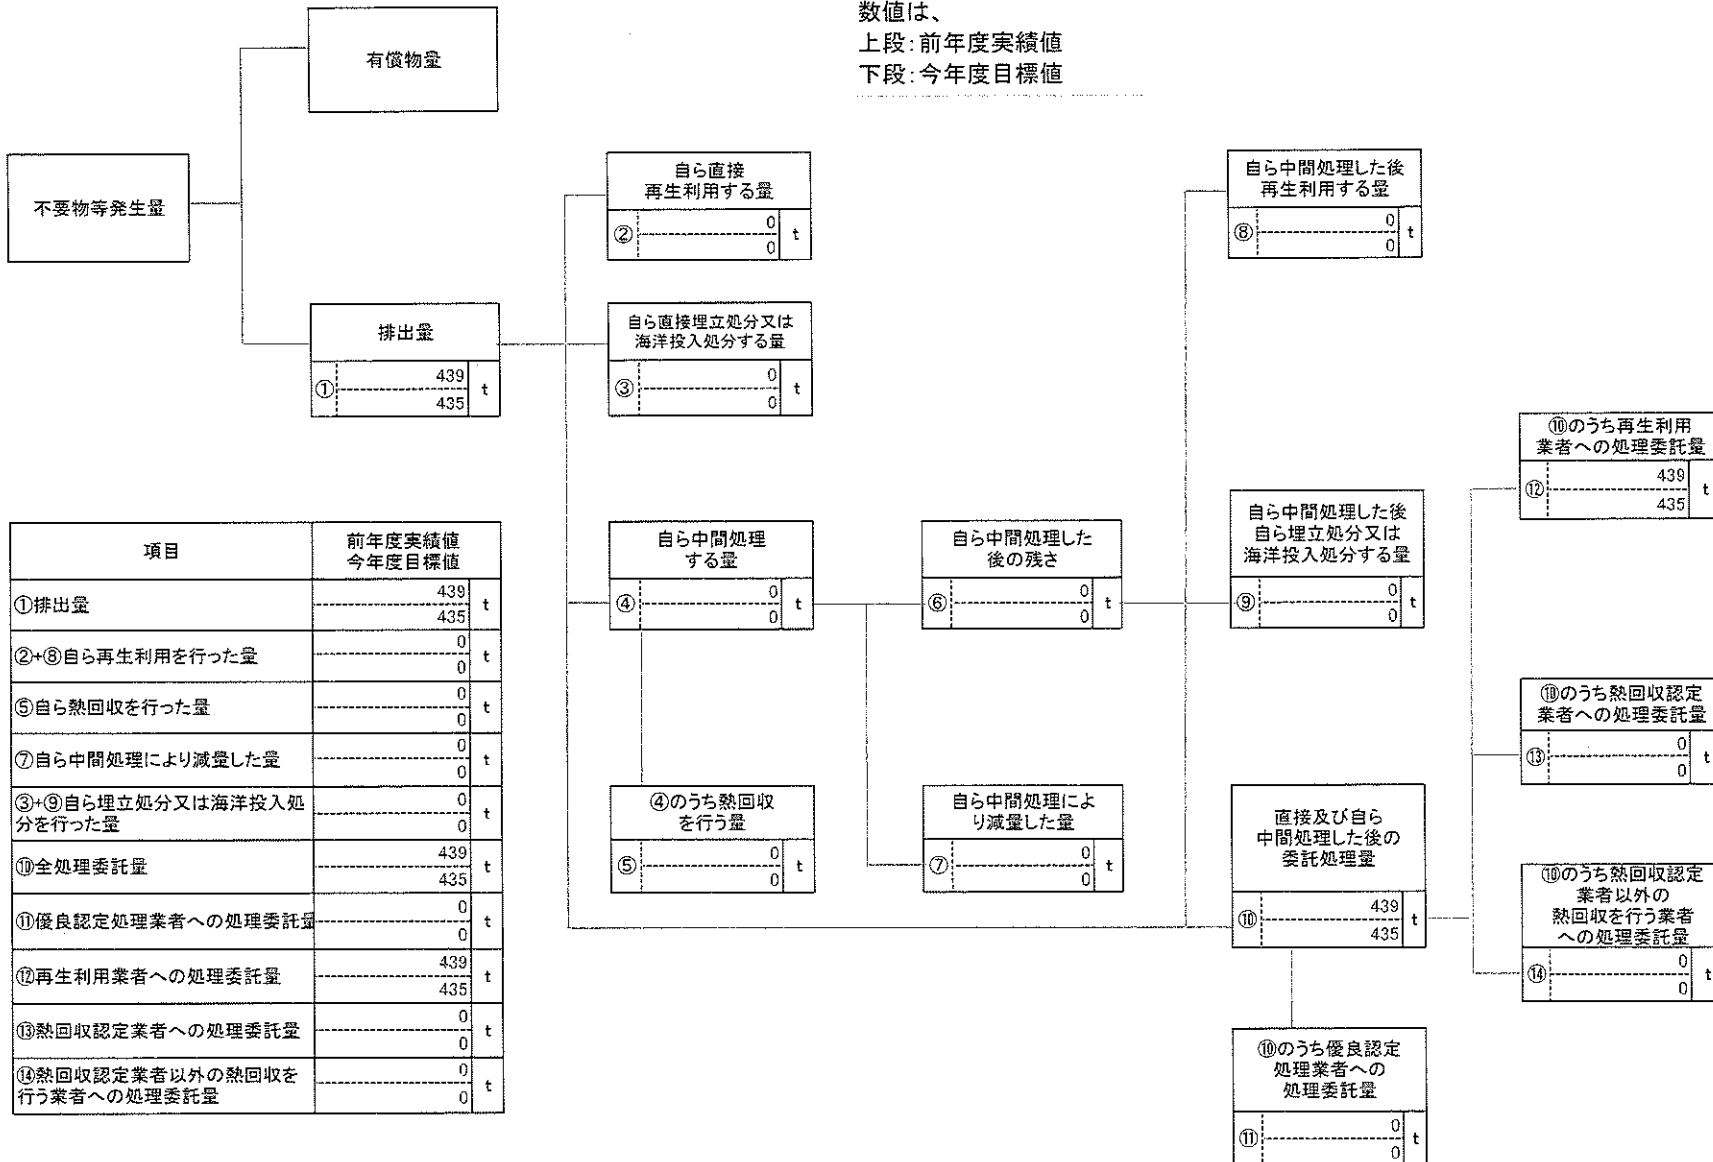 数値は、
上段:前年度実績値
下段:今年度目標値
有償物量
不要物等発生量
排出量
① 439 t
435
自ら直接
再生利用する量
② 0 t
0
自ら直接埋立処分又は
海洋投入処分する量
③ 0 t
0
自ら中間処理した後
再生利用する量
⑧ 0 t
0
自ら中間処理
する量
④ 0 t
0
自ら中間処理した
後の残さ
⑥ 0 t
0
自ら中間処理した後
自ら埋立処分又は
海洋投入処分する量
⑨ 0 t
0
④のうち熱回収
を行う量
⑤ 0 t
0
自ら中間処理によ
り減量した量
⑦ 0 t
0
直接及び自ら
中間処理した後の
委託処理量
⑩ 439 t
435
⑩のうち再生利用
業者への処理委託量
⑫ 439 t
435
⑩のうち熱回収認定
業者への処理委託量
⑬ 0 t
0
⑩のうち熱回収認定
業者以外の
熱回収を行う業者
への処理委託量
⑭ 0 t
0
⑩のうち優良認定
処理業者への
処理委託量
⑪ 0 t
0
項目 前年度実績値
今年度目標値
①排出量 439 t
435
②+⑧自ら再生利用を行った量 0 t
0
⑤自ら熱回収を行った量 0 t
0
⑦自ら中間処理により減量した量 0 t
0
③+⑨自ら埋立処分又は海洋投入処 0 t
分を行った量 0
⑩全処理委託量 439 t
435
⑪優良認定処理業者への処理委託量 0 t
0
⑫再生利用業者への処理委託量 439 t
435
⑬熱回収認定業者への処理委託量 0 t
0
⑭熱回収認定業者以外の熱回収を 0 t
行う業者への処理委託量 0